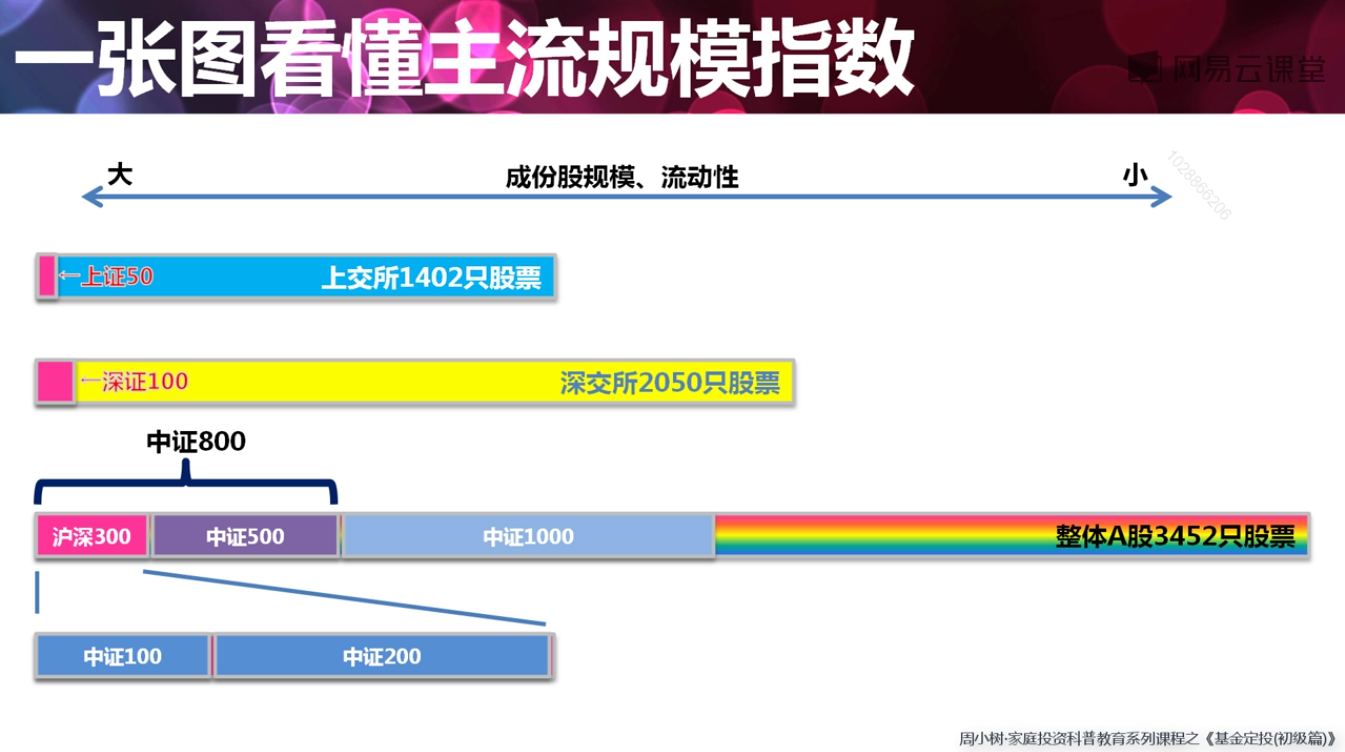 一张图看懂主流规模指数
网易云课堂
大 成份股规模、流动性 小
1028866206
←上证50 上交所1402只股票
←深证100 深交所2050只股票
中证800
沪深300 中证500 中证1000 整体A股3452只股票
中证100 中证200
周小树·家庭投资科普教育系列课程之《基金定投(初级篇)》